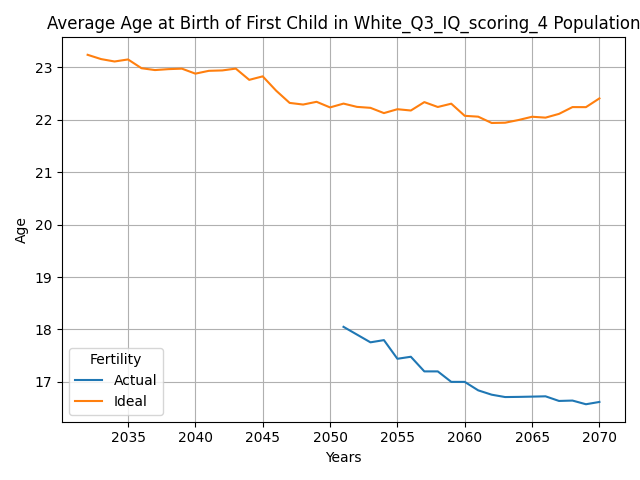 Average Age at Birth of First Child in White_Q3_IQ_scoring_4 Population
Age
23
22
21
20
19
18
17
Fertility
Actual
Ideal
2035 2040 2045 2050 2055 2060 2065 2070
Years